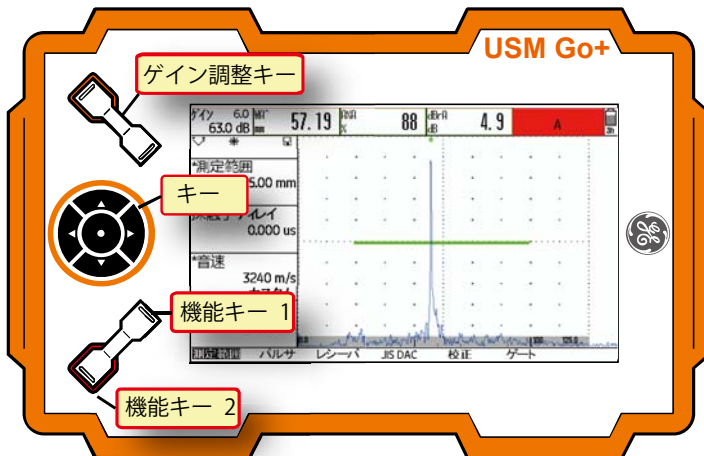 USM Go+
ゲイン調整キー
ゲイン 6.0
63.0 dB
mm
57.19
%
88
dB
4.9
A
3h
*測定範囲
5.00 mm
キー
ディレイ
0.000 us
*音速
3240 m/s
機能キー 1
測定範囲 パルサ レシーバ JIS DAC 校正 ゲート
機能キー 2